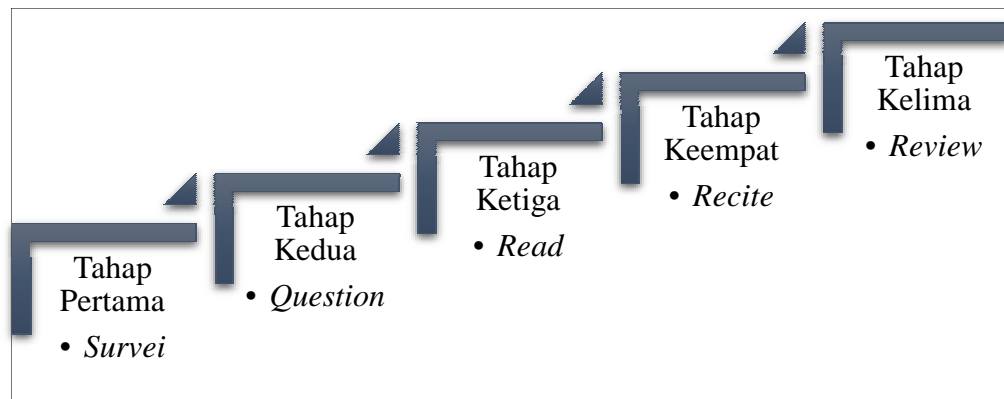 Tahap
Pertama
• Survei
Tahap
Kedua
• Question
Tahap
Ketiga
• Read
Tahap
Keempat
• Recite
Tahap
Kelima
• Review